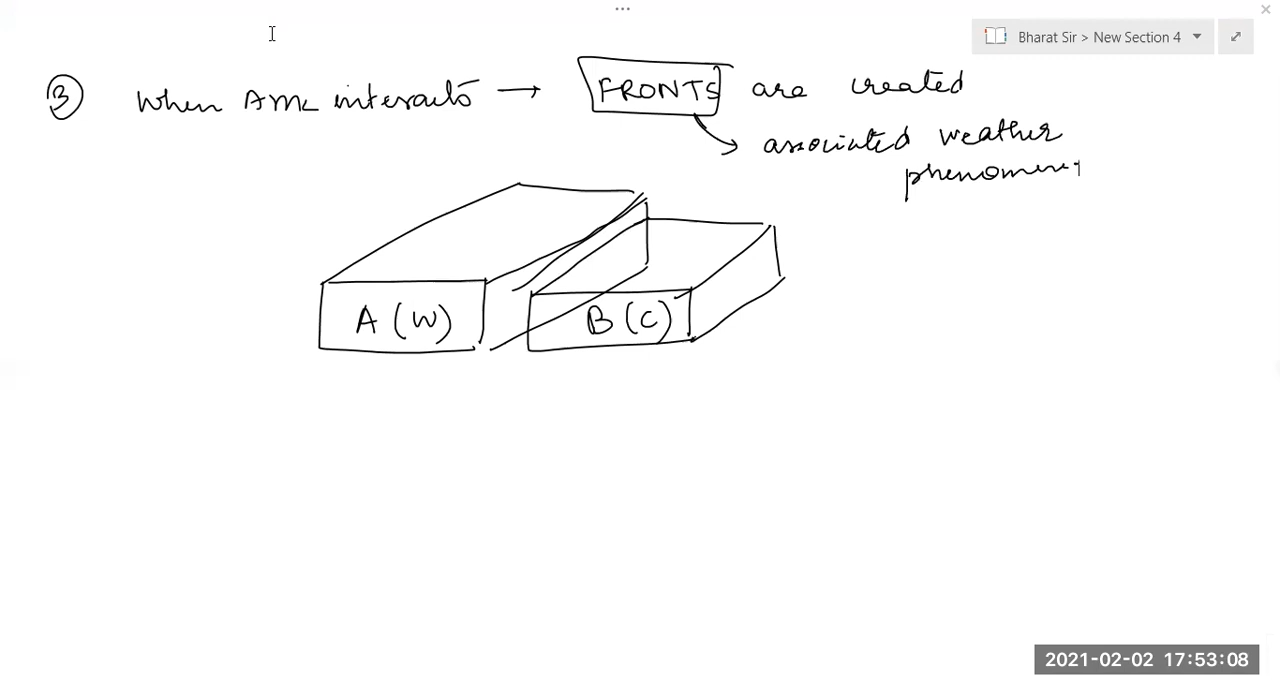 Bharat Sir > New Section 4
③ When AMs interacts → FRONTS are created
associated weather
phenomen
A (W)
B (C)
2021-02-02 17:53:08